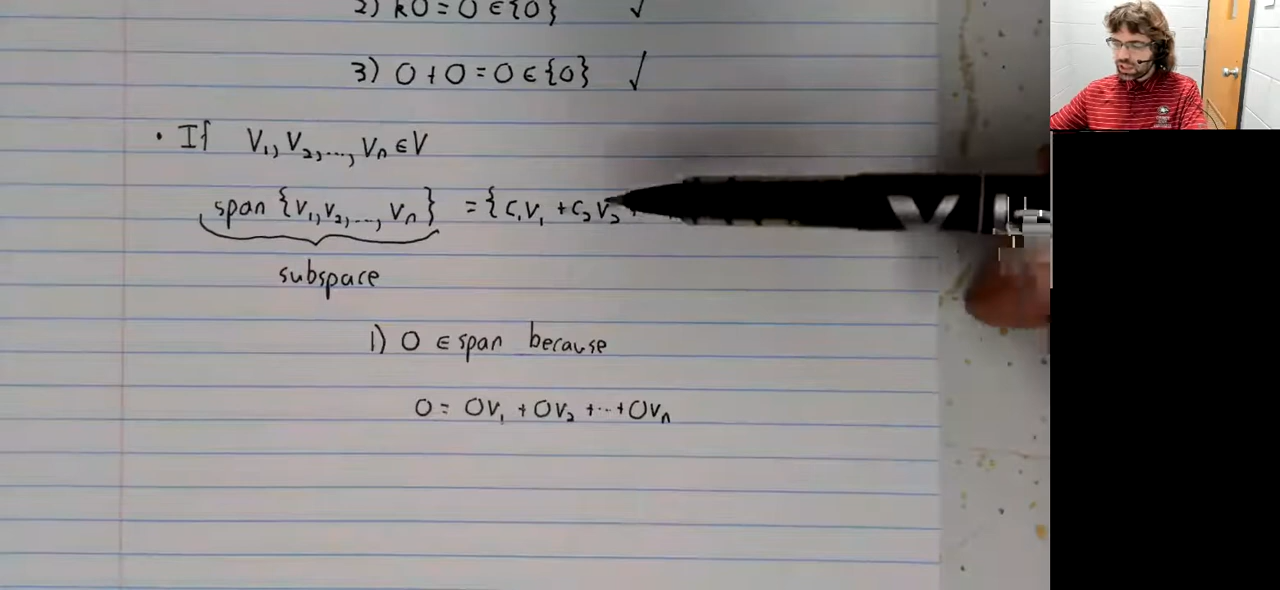 2) k0 = 0 ∈ {0} ✓
3) 0 + 0 = 0 ∈ {0} ✓
• If V₁, V₂, ..., Vₙ ∈ V
span {V₁, V₂, ..., Vₙ} = { C₁V₁ + C₂V₂
subspace
1) 0 ∈ span because
0 = 0V₁ + 0V₂ + ... + 0Vₙ